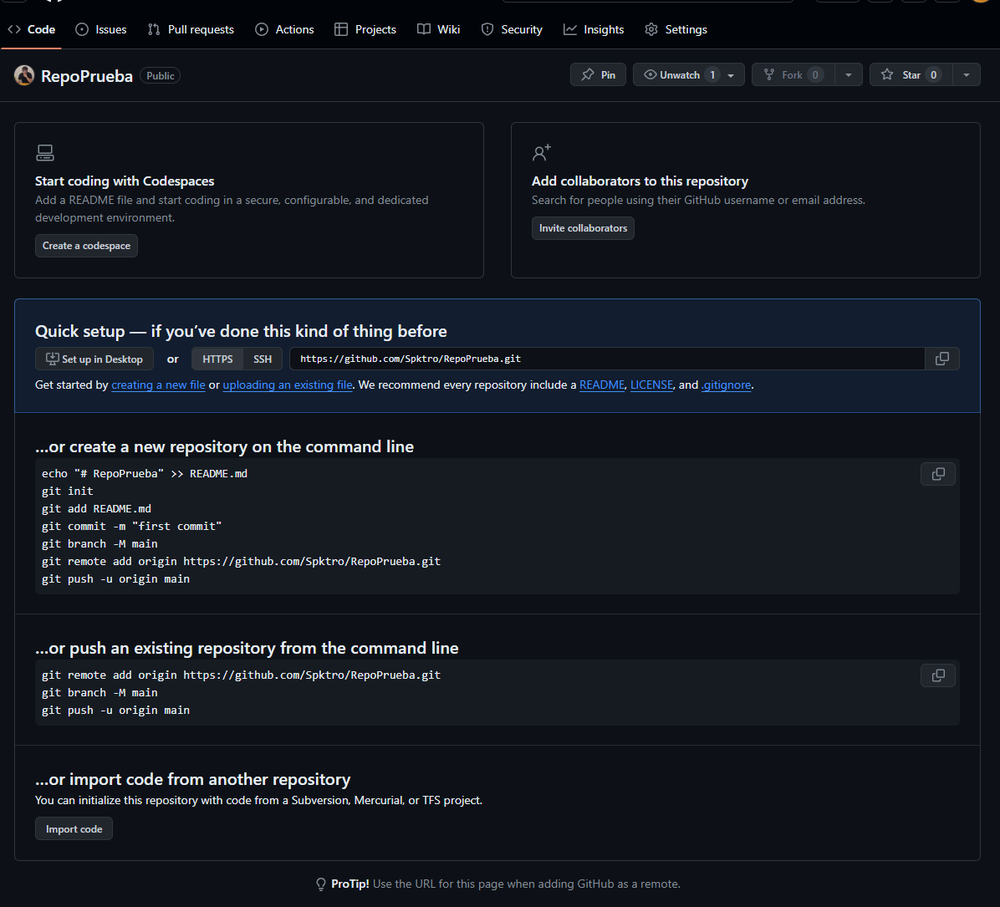 Code Issues Pull requests Actions Projects Wiki Security Insights Settings
RepoPrueba Public Pin Unwatch 1 Fork 0 Star 0
Start coding with Codespaces
Add a README file and start coding in a secure, configurable, and dedicated
development environment.
Create a codespace
Add collaborators to this repository
Search for people using their GitHub username or email address.
Invite collaborators
Quick setup — if you’ve done this kind of thing before
Set up in Desktop or HTTPS SSH https://github.com/Spktro/RepoPrueba.git
Get started by creating a new file or uploading an existing file. We recommend every repository include a README, LICENSE, and .gitignore.
…or create a new repository on the command line
echo "# RepoPrueba" >> README.md
git init
git add README.md
git commit -m "first commit"
git branch -M main
git remote add origin https://github.com/Spktro/RepoPrueba.git
git push -u origin main
…or push an existing repository from the command line
git remote add origin https://github.com/Spktro/RepoPrueba.git
git branch -M main
git push -u origin main
…or import code from another repository
You can initialize this repository with code from a Subversion, Mercurial, or TFS project.
Import code
ProTip! Use the URL for this page when adding GitHub as a remote.